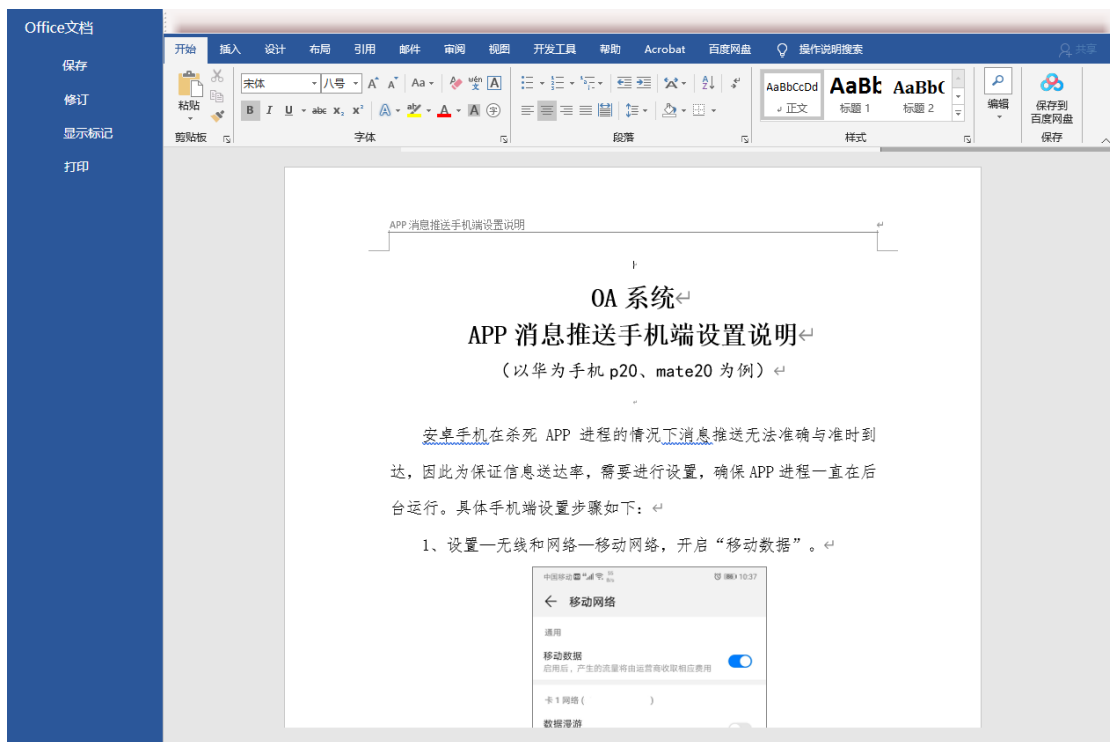 Office文档
保存
修订
显示标记
打印
开始 插入 设计 布局 引用 邮件 审阅 视图 开发工具 帮助 Acrobat 百度网盘 操作说明搜索 共享
粘贴
剪贴板
宋体 八号 A A Aa wén 文 A
B I U abc x₂ x² A aby A A 字
字体
段落
AaBbCcDd AaBb AaBb(
正文 标题 1 标题 2
样式
编辑
保存到
百度网盘
保存
APP 消息推送手机端设置说明
OA 系统
APP 消息推送手机端设置说明
(以华为手机 p20、mate20 为例)
安卓手机在杀死 APP 进程的情况下消息推送无法准确与准时到
达,因此为保证信息送达率,需要进行设置,确保 APP 进程一直在后
台运行。具体手机端设置步骤如下:
1、设置—无线和网络—移动网络,开启“移动数据”。
中国移动 10:37
← 移动网络
通用
移动数据
启用后,产生的流量将由运营商收取相应费用
卡 1 网络 ( )
数据漫游